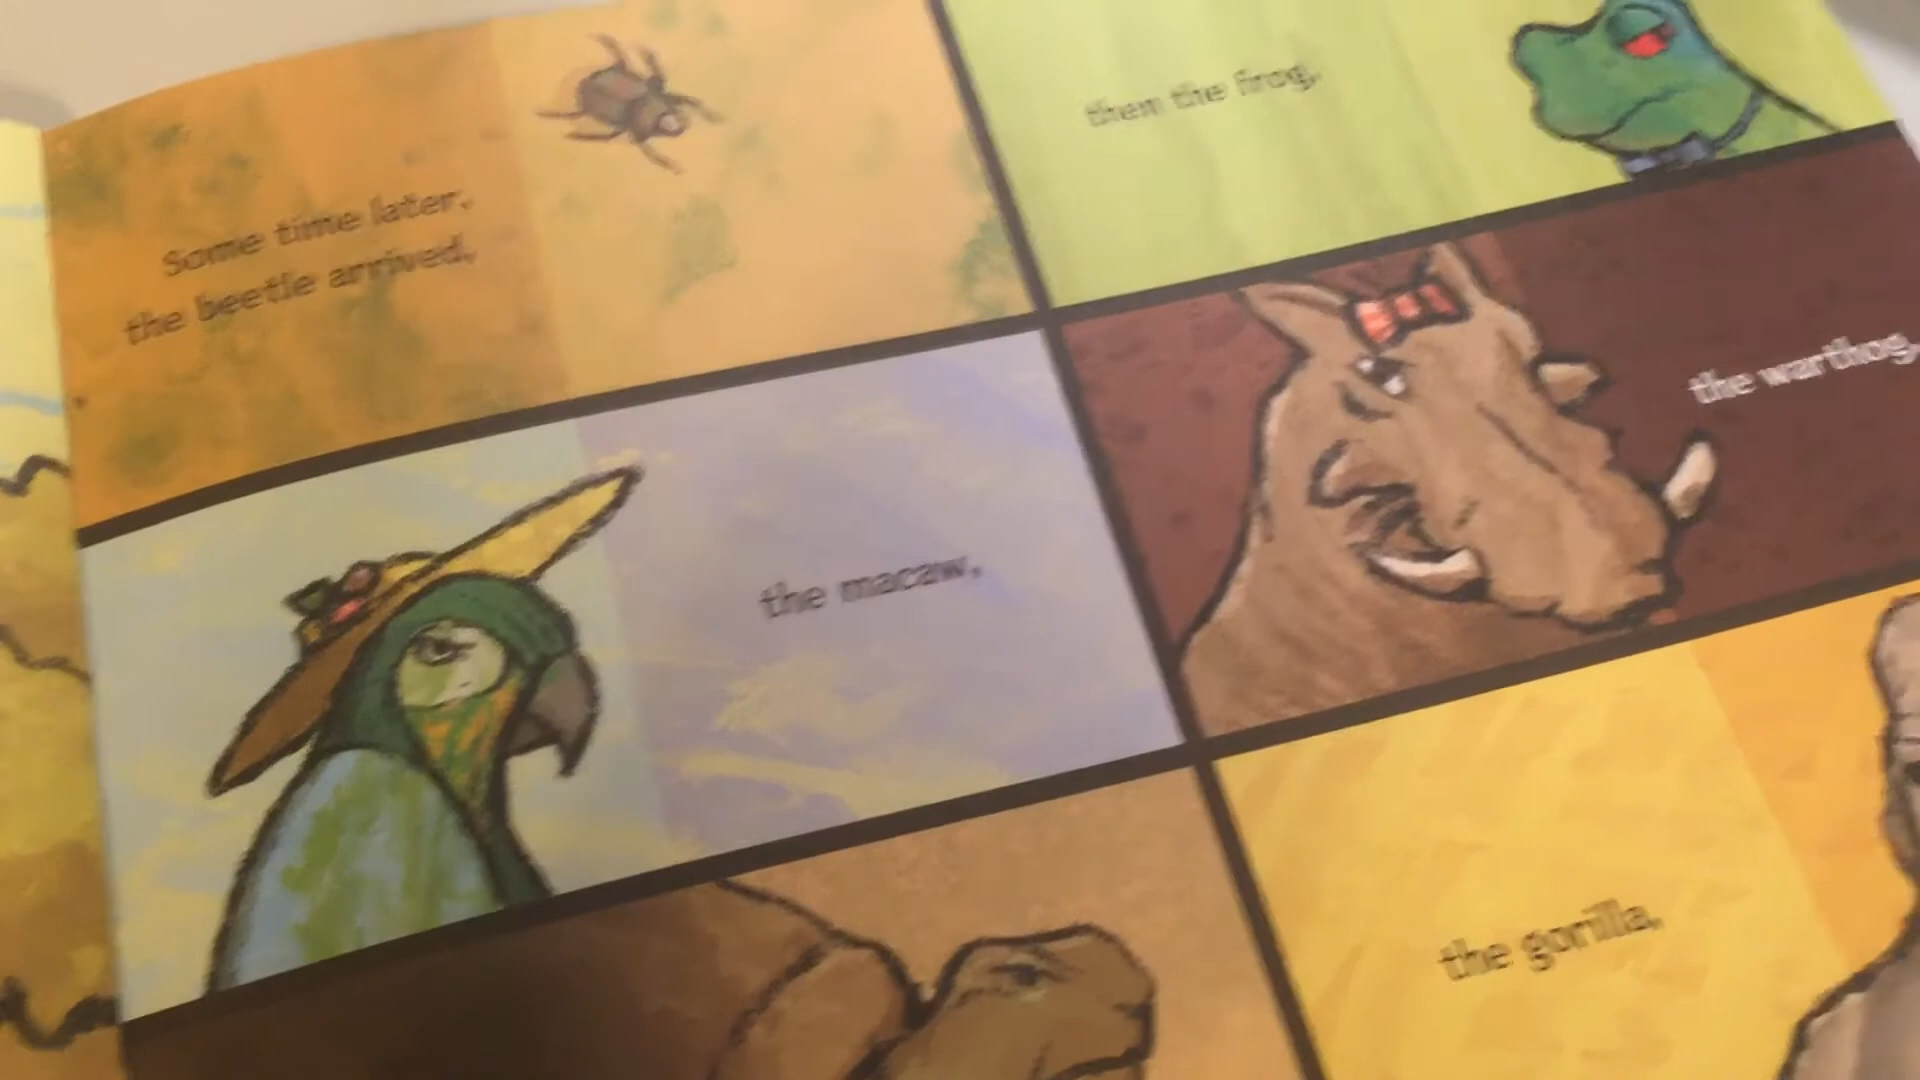 Some time later,
the beetle arrived,
then the frog,
the macaw,
the warthog,
the gorilla,